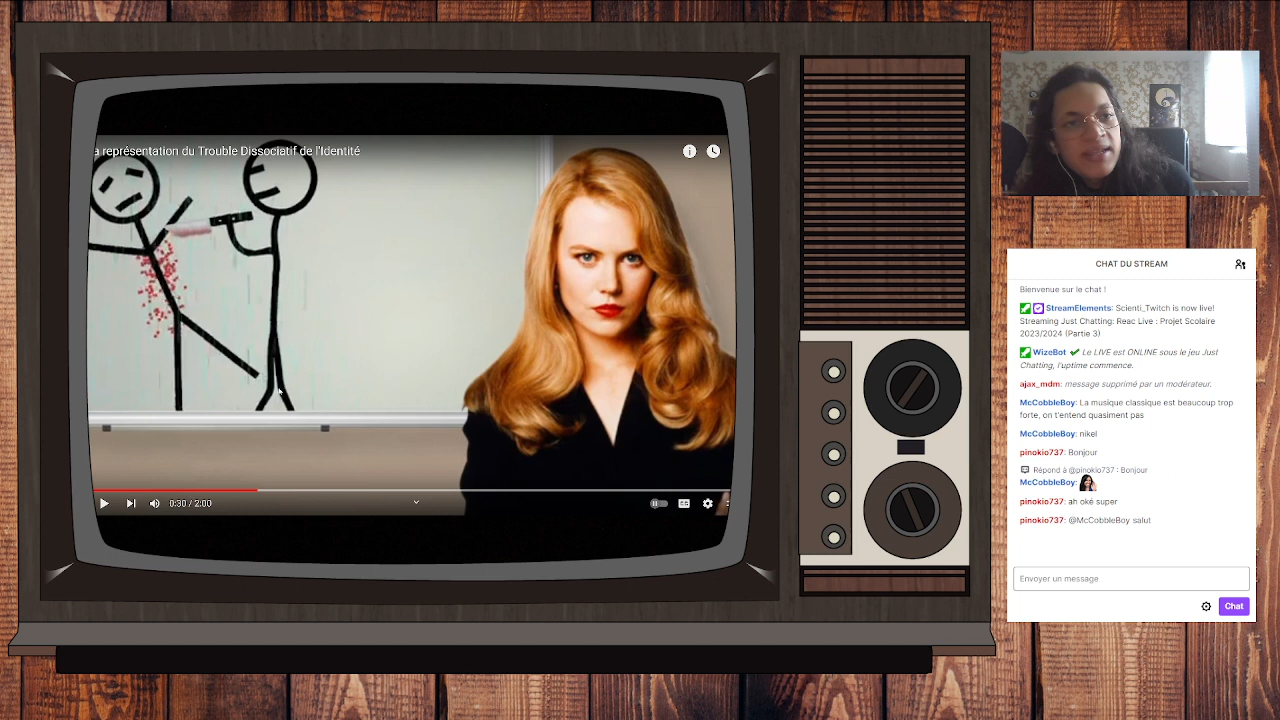 a représentation du Trouble Dissociatif de l'Identité
0:30 / 2:00
CHAT DU STREAM
Bienvenue sur le chat !
StreamElements: Scienti_Twitch is now live!
Streaming Just Chatting: Reac Live : Projet Scolaire
2023/2024 (Partie 3)
WizeBot ✔ Le LIVE est ONLINE sous le jeu Just
Chatting, l'uptime commence.
ajax_mdm: message supprimé par un modérateur.
McCobbleBoy: La musique classique est beaucoup trop
forte, on t'entend quasiment pas
McCobbleBoy: nikel
pinokio737: Bonjour
Répond à @pinokio737 : Bonjour
McCobbleBoy:
pinokio737: ah oké super
pinokio737: @McCobbleBoy salut
Envoyer un message
Chat